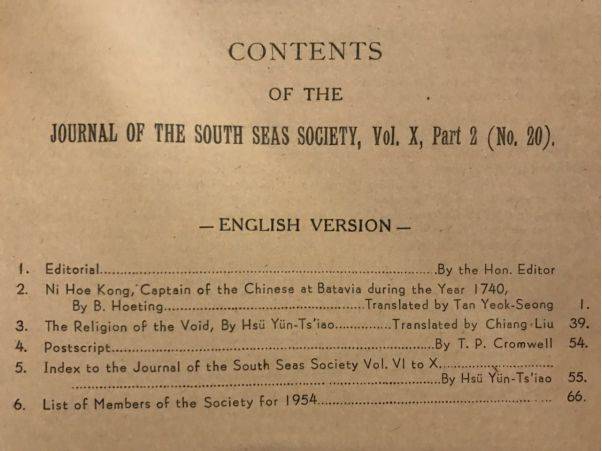 CONTENTS
OF THE
JOURNAL OF THE SOUTH SEAS SOCIETY, Vol. X, Part 2 (No. 20).
— ENGLISH VERSION —
1. Editorial....................By the Hon. Editor
2. Ni Hoe Kong, Captain of the Chinese at Batavia during the Year 1740,
By B. Hoeting....................Translated by Tan Yeok-Seong 1.
3. The Religion of the Void, By Hsü Yün-Ts'iao..............Translated by Chiang Liu 39.
4. Postscript....................By T. P. Cromwell 54.
5. Index to the Journal of the South Seas Society Vol. VI to X....................
....................By Hsü Yün-Ts'iao 55.
6. List of Members of the Society for 1954.................... 66.